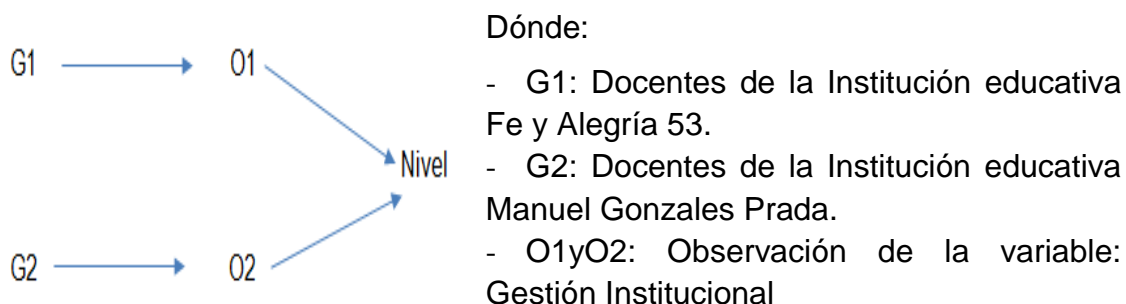 G1 O1
Nivel
G2 O2
Dónde:
- G1: Docentes de la Institución educativa
Fe y Alegría 53.
- G2: Docentes de la Institución educativa
Manuel Gonzales Prada.
- O1yO2: Observación de la variable:
Gestión Institucional